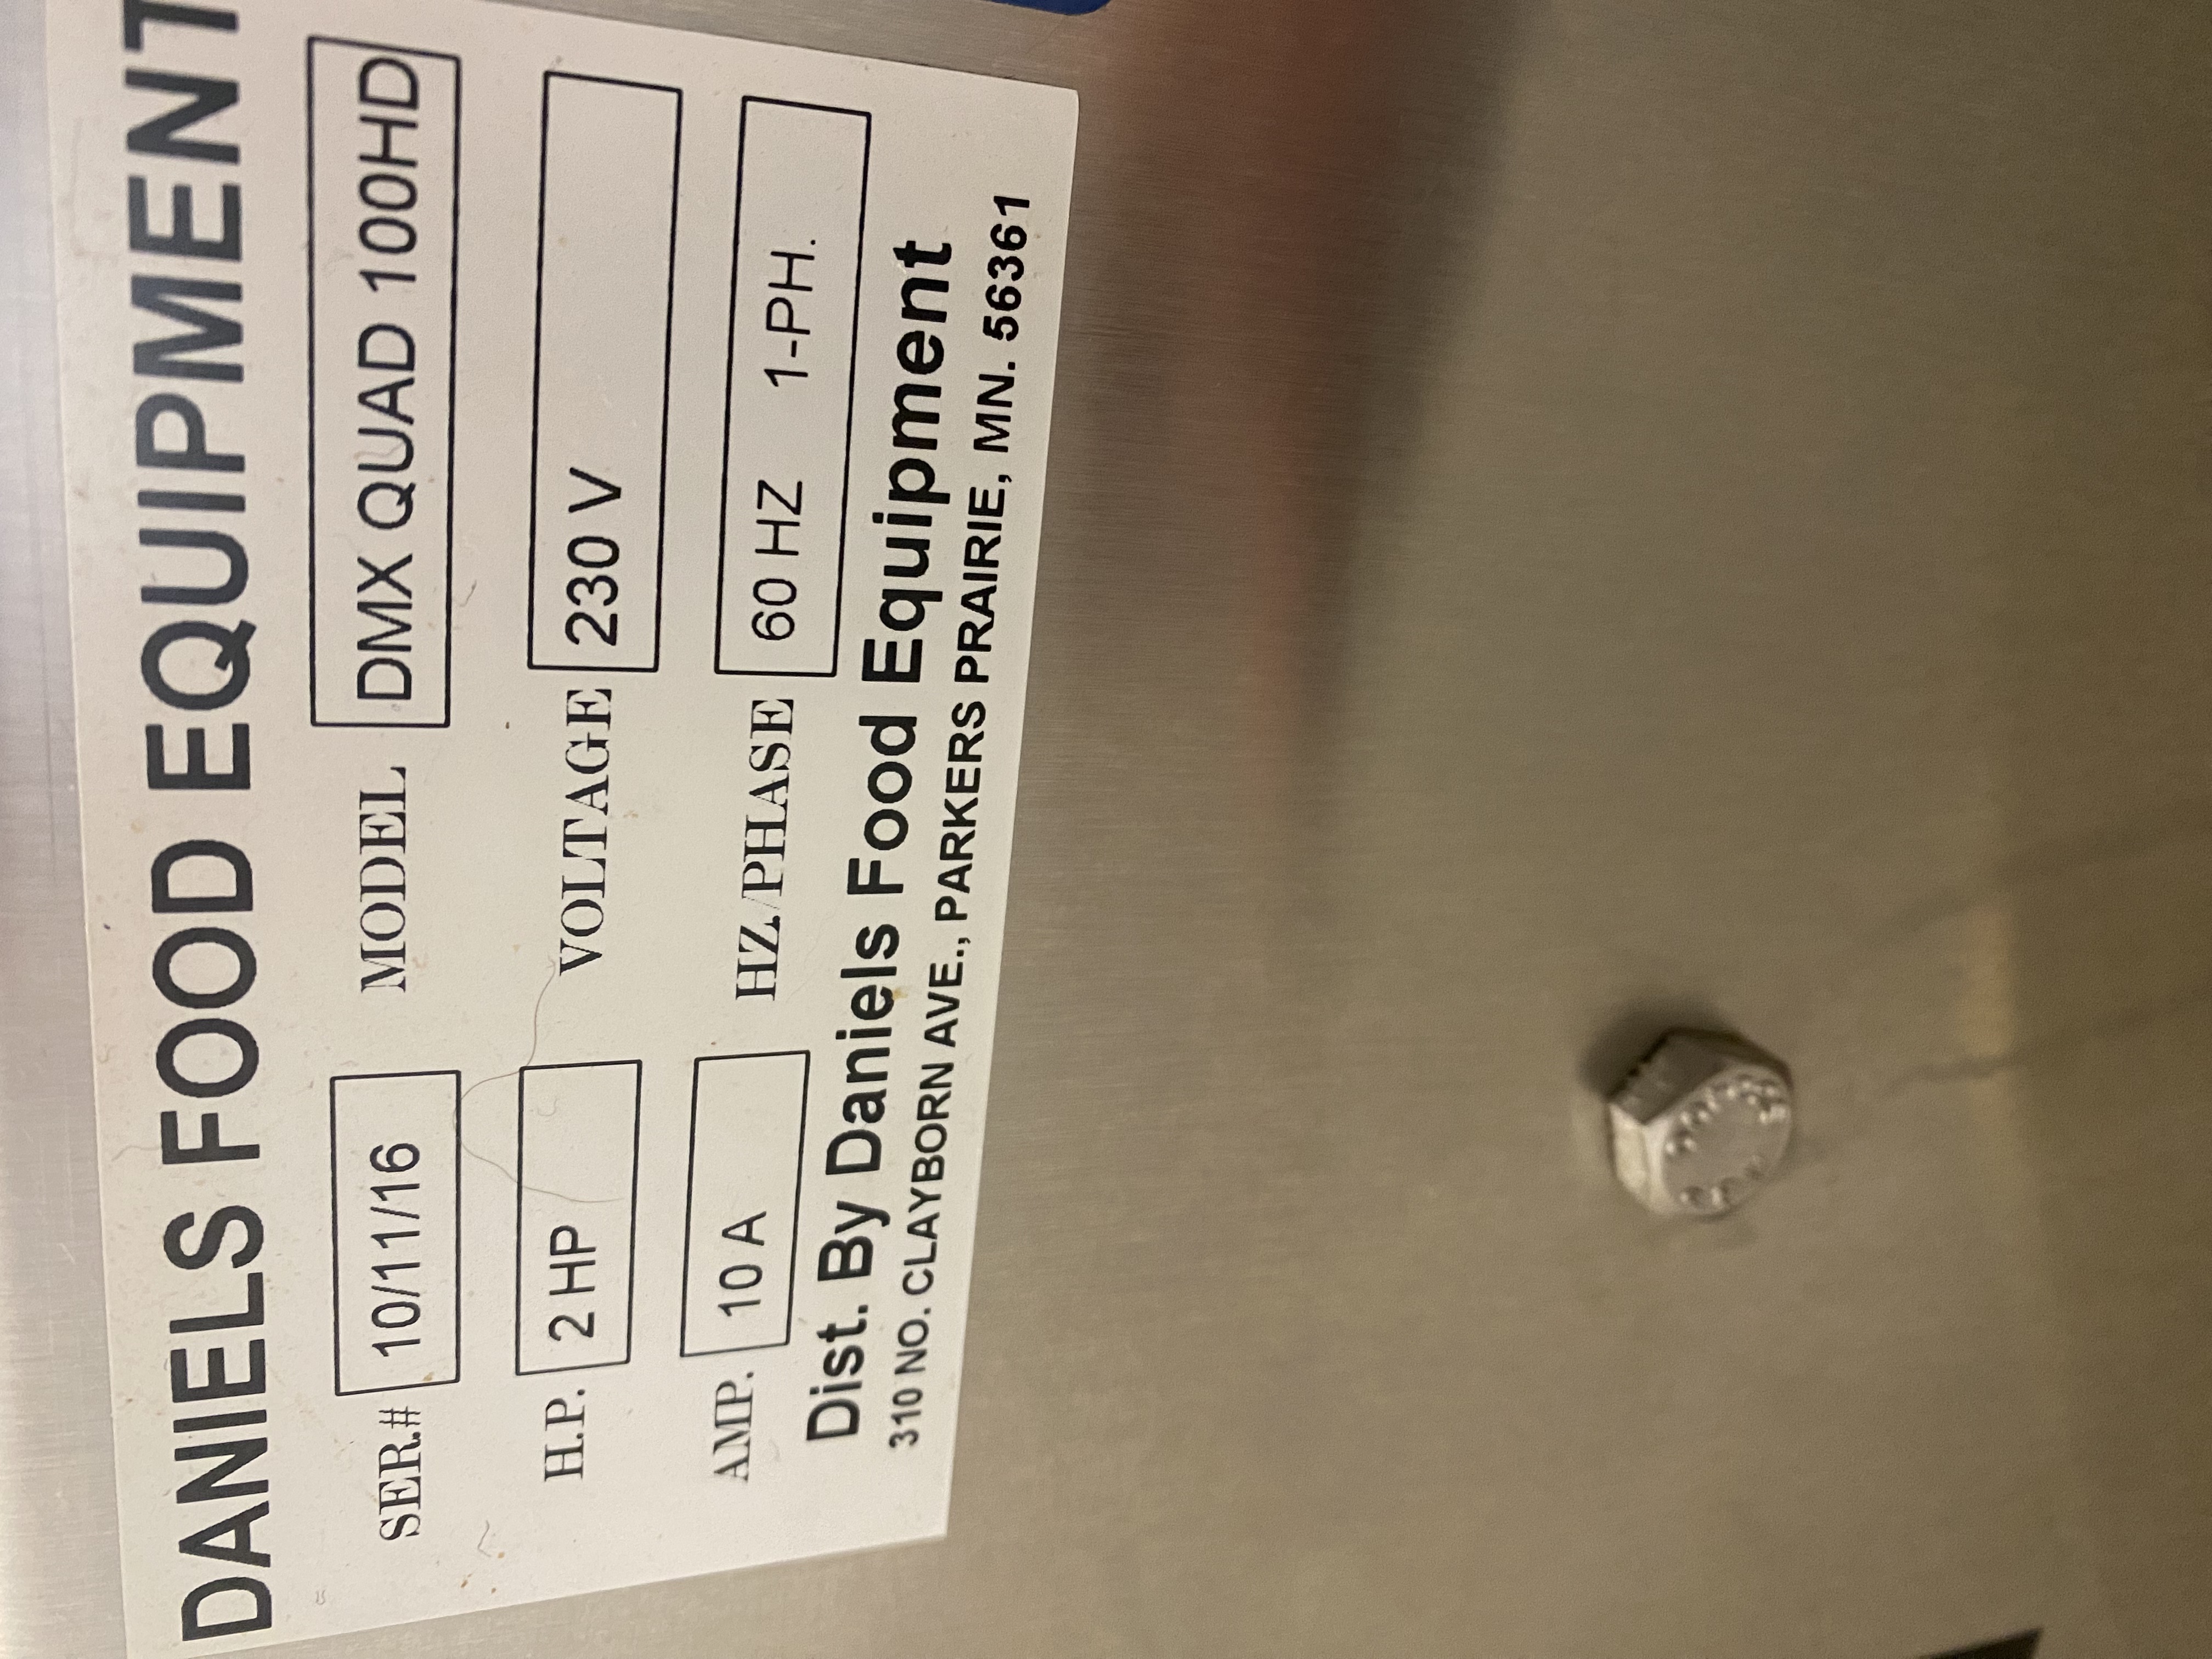 DANIELS FOOD EQUIPMENT
SER.# 10/11/16 MODEL DMX QUAD 100HD
H.P. 2 HP VOLTAGE 230 V
AMP. 10 A HZ/PHASE 60 HZ 1-PH.
Dist. By Daniels Food Equipment
310 NO. CLAYBORN AVE., PARKERS PRAIRIE, MN. 56361